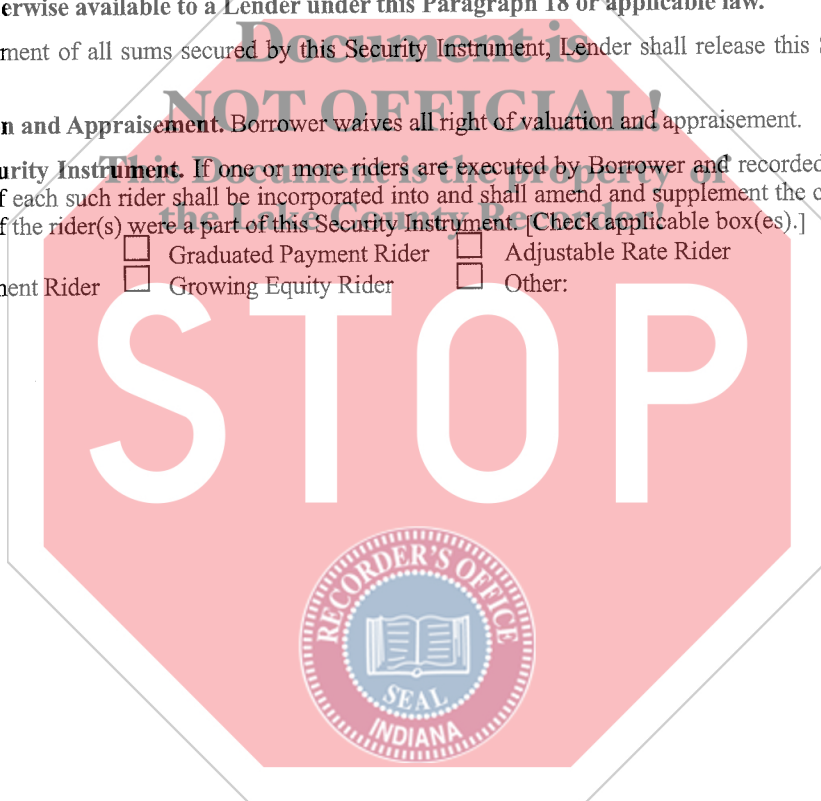 erwise available to a Lender under this Paragraph 18 or applicable law.
Document is
ment of all sums secured by this Security Instrument, Lender shall release this
NOT OFFICIAL!
n and Appraisement. Borrower waives all right of valuation and appraisement.
This Document is the property of
urity Instrument. If one or more riders are executed by Borrower and recorded
f each such rider shall be incorporated into and shall amend and supplement the c
the Lake County Recorder!
f the rider(s) were a part of this Security Instrument. [Check applicable box(es).]
Graduated Payment Rider Adjustable Rate Rider
nent Rider Growing Equity Rider Other:
STOP
RECORDER'S OFFICE
SEAL
INDIANA